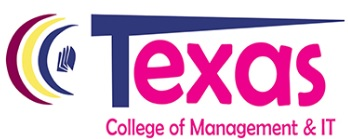 Texas
College of Management & IT